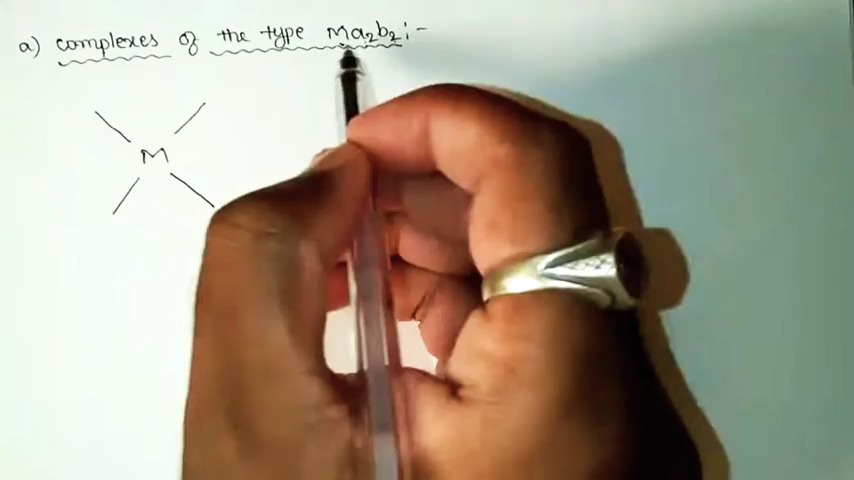 a) complexes of the type Ma₂b₂:-
M